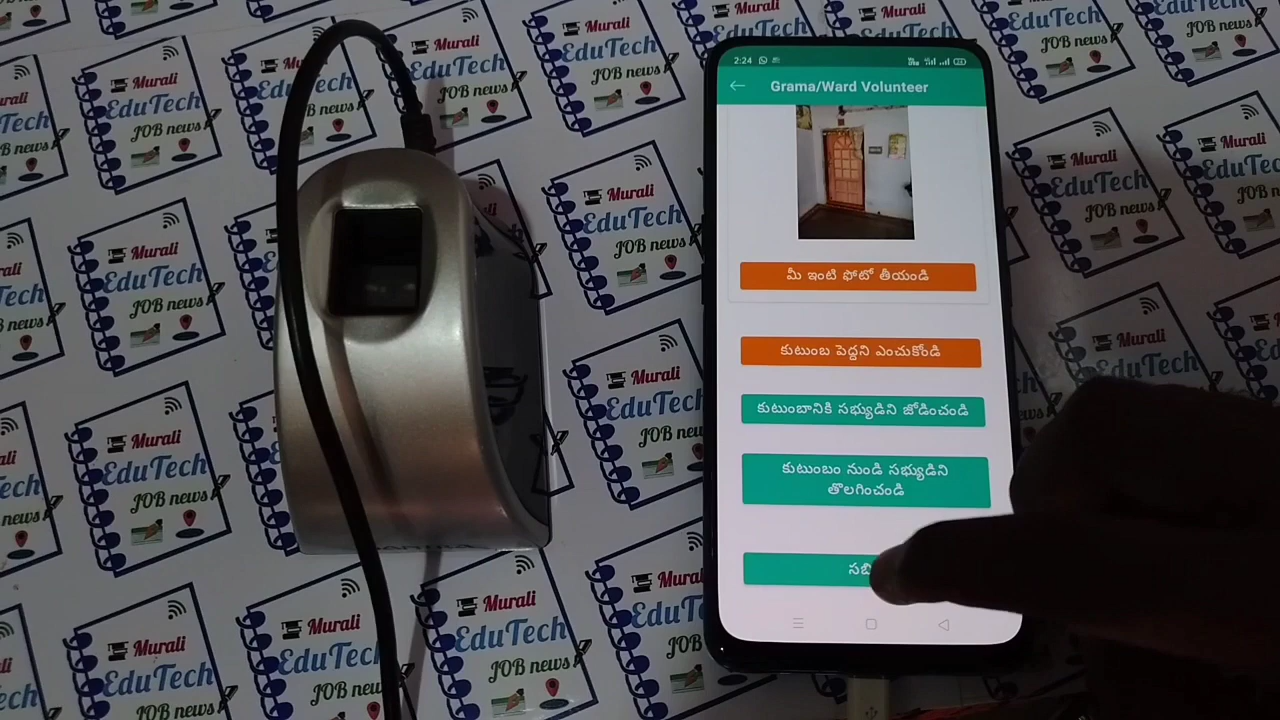 2:24
Grama/Ward Volunteer
మీ ఇంటి ఫోటో తీయండి
కుటుంబ పెద్దని ఎంచుకోండి
కుటుంబానికి సభ్యుడిని జోడించండి
కుటుంబం నుండి సభ్యుడిని
తొలగించండి
Murali
EduTech
JOB news